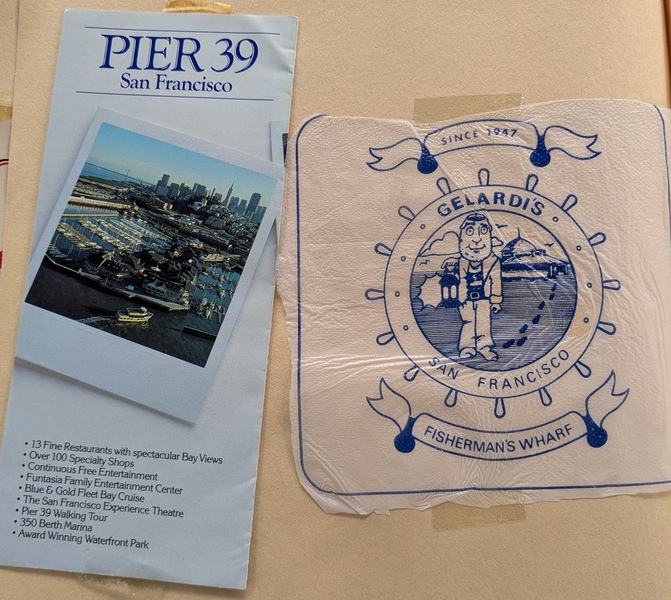 PIER 39
San Francisco
• 13 Fine Restaurants with spectacular Bay Views
• Over 100 Specialty Shops
• Continuous Free Entertainment
• Funtasia Family Entertainment Center
• Blue & Gold Fleet Bay Cruise
• The San Francisco Experience Theatre
• Pier 39 Walking Tour
• 350 Berth Marina
• Award Winning Waterfront Park
SINCE 1947
GELARDI'S
SAN FRANCISCO
FISHERMAN'S WHARF